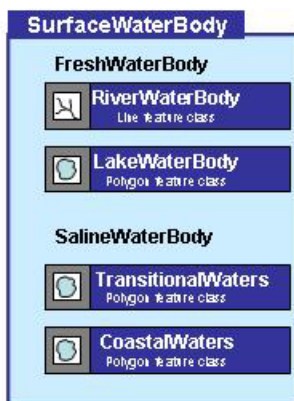 SurfaceWaterBody
FreshWaterBody
RiverWaterBody
Line feature class
LakeWaterBody
Polygon feature class
SalineWaterBody
TransitionalWaters
Polygon feature class
CoastalWaters
Polygon feature class